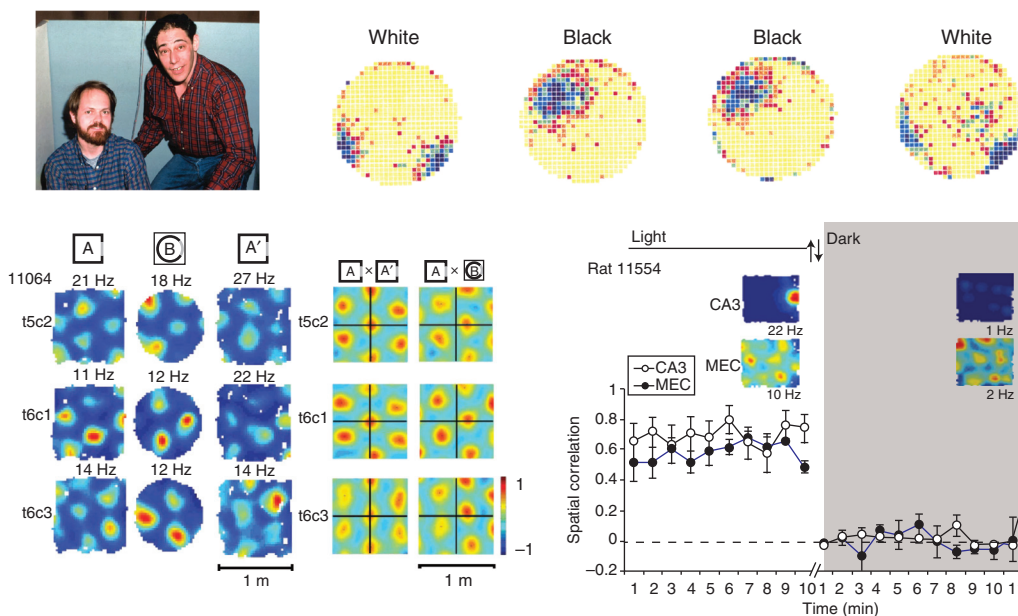 White
Black
Black
White
A
B
A′
11064
21 Hz
18 Hz
27 Hz
t5c2
11 Hz
12 Hz
22 Hz
t6c1
14 Hz
12 Hz
14 Hz
t6c3
1 m
A × A′
A × B
t5c2
t6c1
t6c3
1
−1
1 m
Light
Dark
Rat 11554
CA3
22 Hz
1 Hz
MEC
10 Hz
2 Hz
CA3
MEC
Spatial correlation
1.0
0.8
0.6
0.4
0.2
0
−0.2
1 2 3 4 5 6 7 8 9 10 1 2 3 4 5 6 7 8 9 10 1
Time (min)